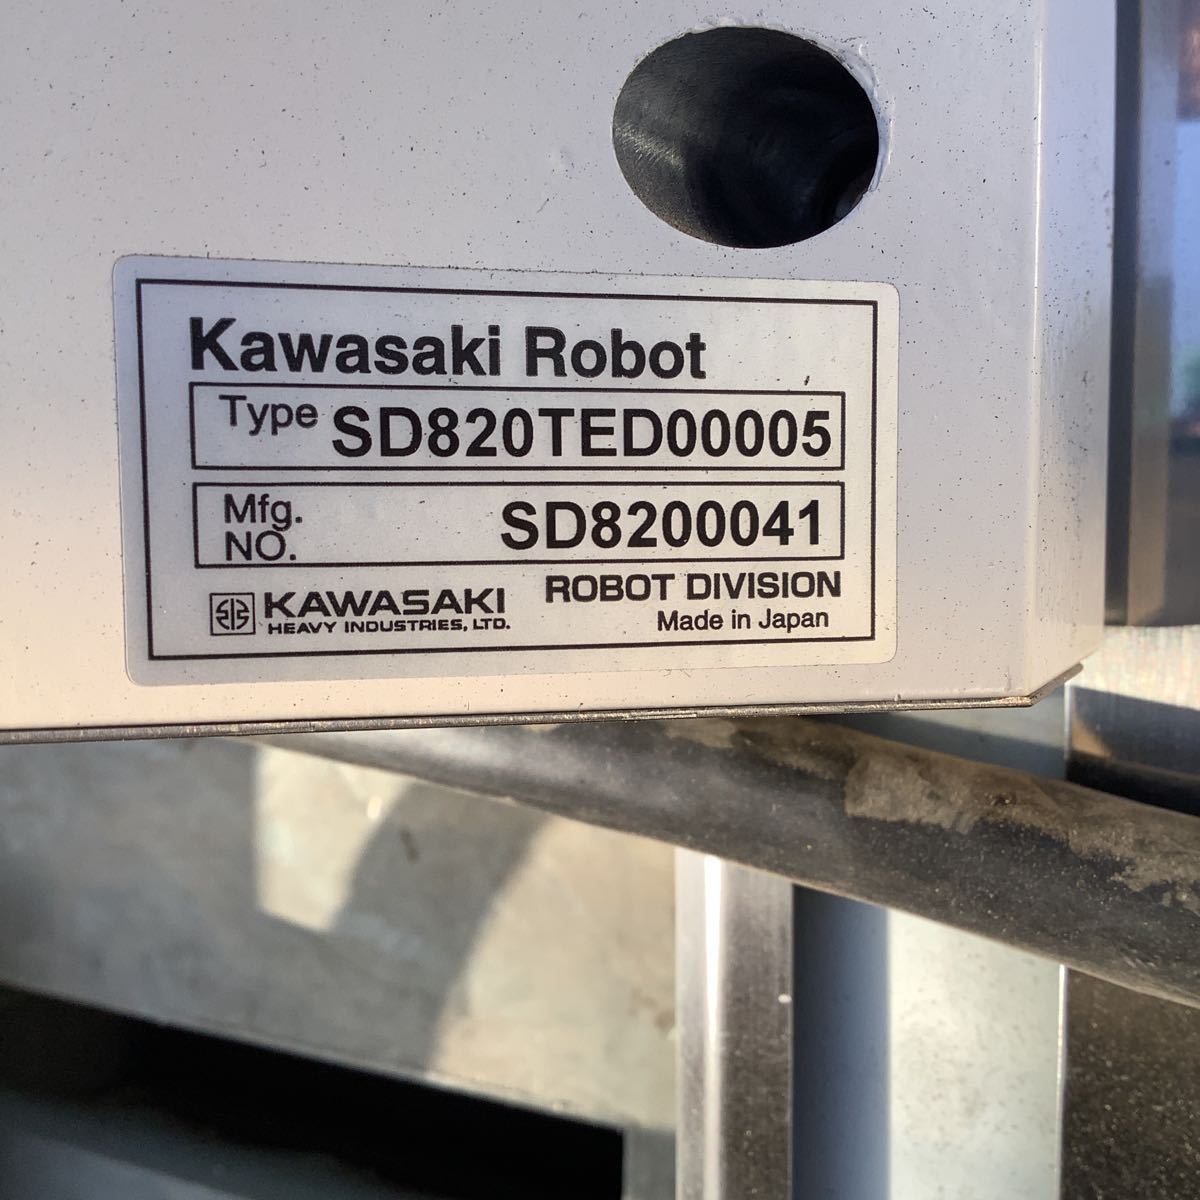 Kawasaki Robot
Type SD820TED00005
Mfg. NO. SD8200041
KAWASAKI HEAVY INDUSTRIES, LTD.
ROBOT DIVISION
Made in Japan